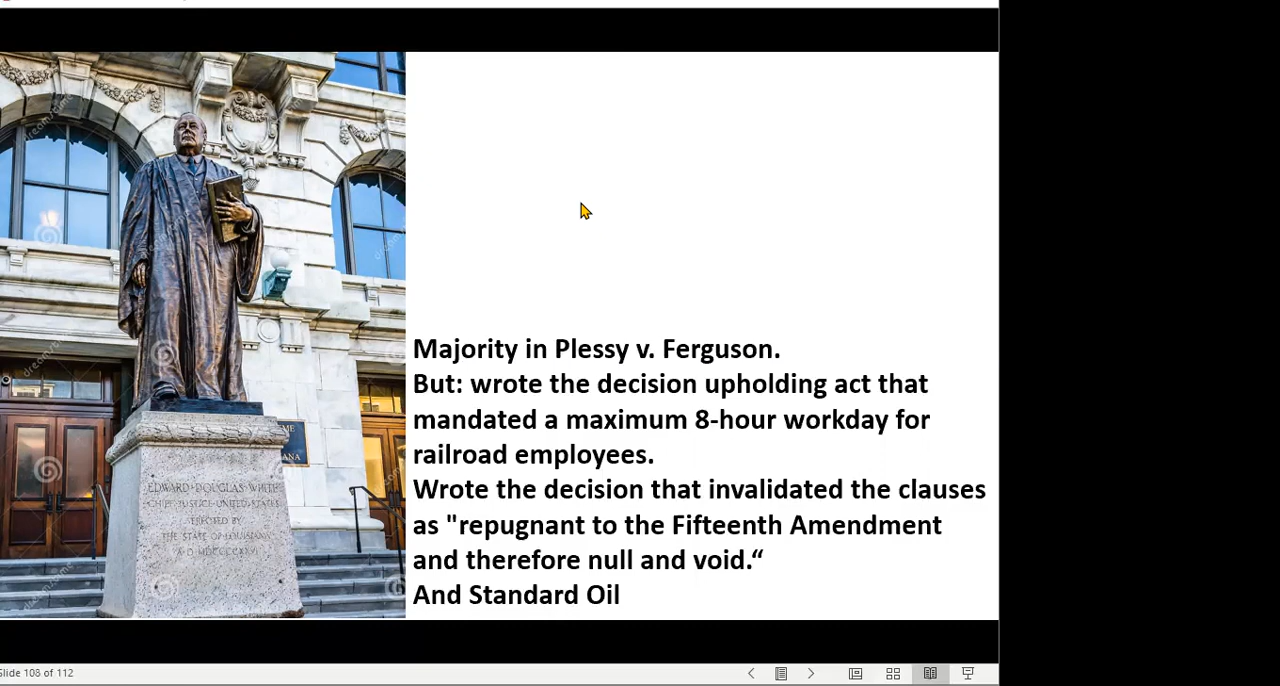 Majority in Plessy v. Ferguson.
But: wrote the decision upholding act that
mandated a maximum 8-hour workday for
railroad employees.
Wrote the decision that invalidated the clauses
as "repugnant to the Fifteenth Amendment
and therefore null and void.“
And Standard Oil
EDWARD DOUGLAS WHITE
CHIEF JUSTICE UNITED STATES
ERECTED BY
THE STATE OF LOUISIANA
dreamstime
Slide 108 of 112